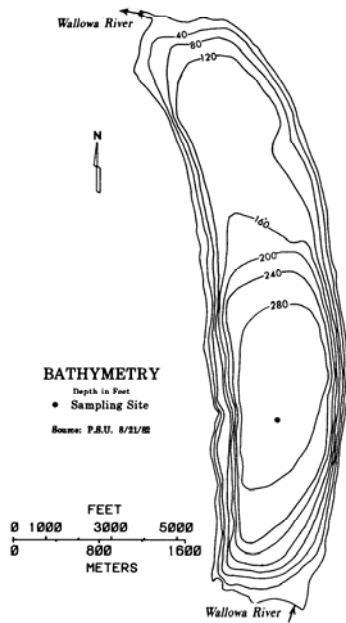 Wallowa River
40
80
120
N
160
200
240
280
BATHYMETRY
Depth in Feet
• Sampling Site
Source: P.S.U. 8/21/82
FEET
0 1000 3000 5000
0 800 1600
METERS
Wallowa River